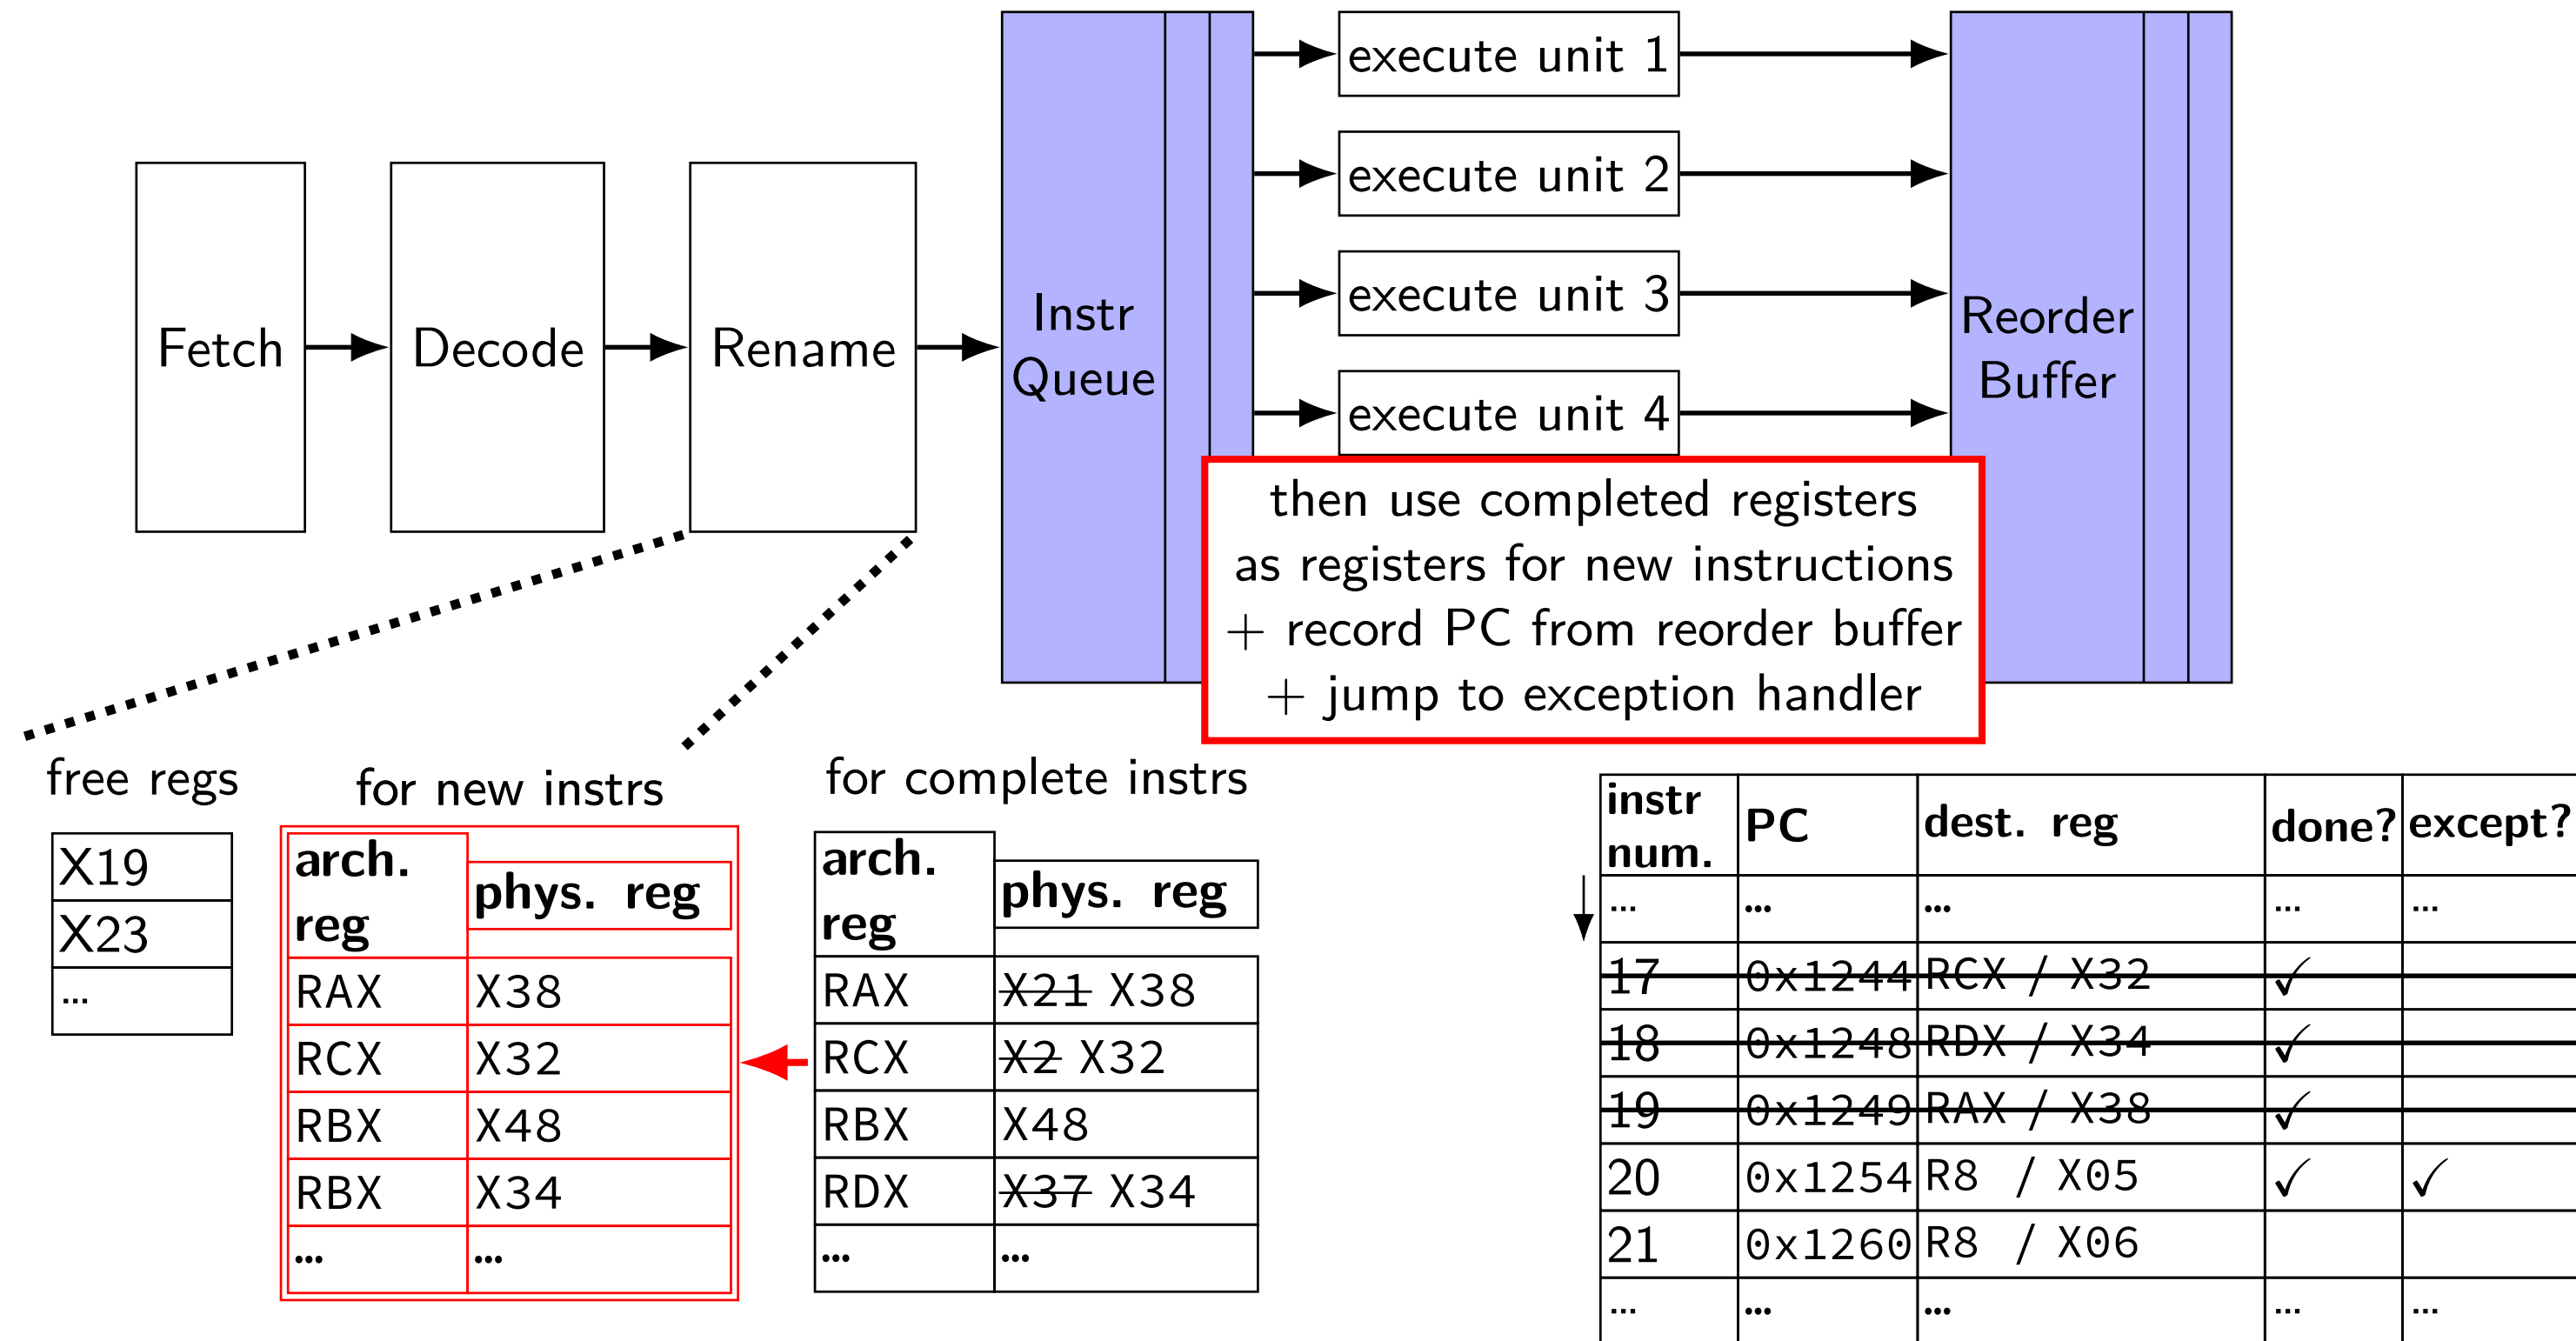 Fetch
Decode
Rename
Instr
Queue
execute unit 1
execute unit 2
execute unit 3
execute unit 4
Reorder
Buffer
then use completed registers
as registers for new instructions
+ record PC from reorder buffer
+ jump to exception handler
free regs
X19
X23
...
for new instrs
arch. reg phys. reg
RAX X38
RCX X32
RBX X48
RBX X34
... ...
for complete instrs
arch. reg phys. reg
RAX X21 X38
RCX X2 X32
RBX X48
RDX X37 X34
... ...
instr num. PC dest. reg done? except?
... ... ... ... ...
17 0x1244 RCX / X32 ✓
18 0x1248 RDX / X34 ✓
19 0x1249 RAX / X38 ✓
20 0x1254 R8 / X05 ✓ ✓
21 0x1260 R8 / X06
... ... ... ... ...